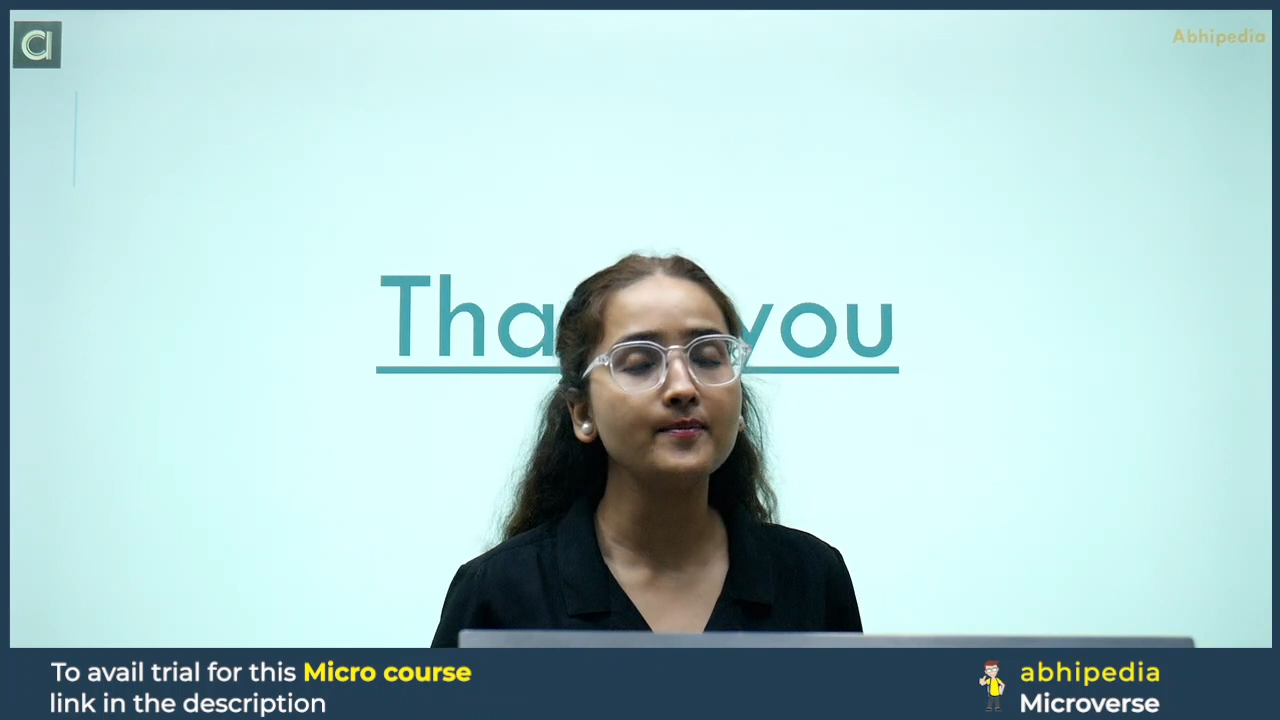 a
Abhipedia
Tha you
To avail trial for this Micro course
link in the description
abhipedia
Microverse